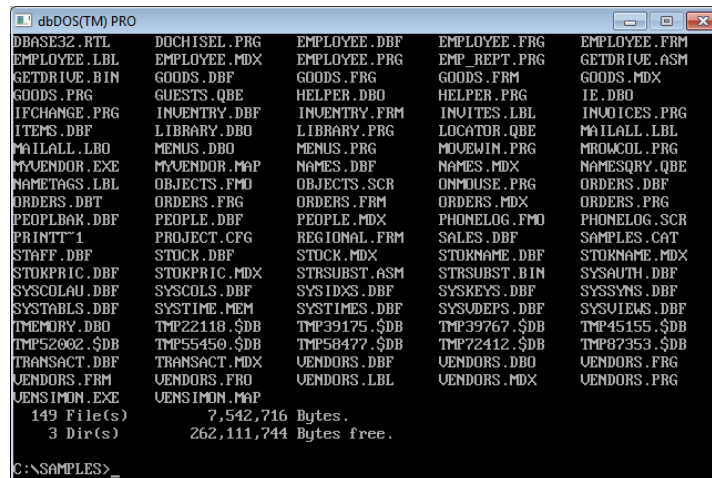 dbDOS(TM) PRO
DBASE32.RTL DOCHISEL.PRG EMPLOYEE.DBF EMPLOYEE.FRG EMPLOYEE.FRM
EMPLOYEE.LBL EMPLOYEE.MDX EMPLOYEE.PRG EMP_REPT.PRG GETDRIVE.ASM
GETDRIVE.BIN GOODS.DBF GOODS.FRG GOODS.FRM GOODS.MDX
GOODS.PRG GUESTS.QBE HELPER.DBO HELPER.PRG IE.DBO
IFCHANGE.PRG INVENTRY.DBF INVENTRY.FRM INVITES.LBL INVOICES.PRG
ITEMS.DBF LIBRARY.DBO LIBRARY.PRG LOCATOR.QBE MAILALL.LBL
MAILALL.LBO MENUS.DBO MENUS.PRG MOVEWIN.PRG MROWCOL.PRG
MYVENDOR.EXE MYVENDOR.MAP NAMES.DBF NAMES.MDX NAMESQRY.QBE
NAMETAGS.LBL OBJECTS.FMO OBJECTS.SCR ONMOUSE.PRG ORDERS.DBF
ORDERS.DBT ORDERS.FRG ORDERS.FRM ORDERS.MDX ORDERS.PRG
PEOPLBAK.DBF PEOPLE.DBF PEOPLE.MDX PHONELOG.FMO PHONELOG.SCR
PRINTT~1 PROJECT.CFG REGIONAL.FRM SALES.DBF SAMPLES.CAT
STAFF.DBF STOCK.DBF STOCK.MDX STOKNAME.DBF STOKNAME.MDX
STOKPRIC.DBF STOKPRIC.MDX STRSUBST.ASM STRSUBST.BIN SYSAUTH.DBF
SYSCOLAU.DBF SYSCOLS.DBF SYSIDXS.DBF SYSKEYS.DBF SYSSYNS.DBF
SYSTABLS.DBF SYSTIME.MEM SYSTIMES.DBF SYSVDEPS.DBF SYSVIEWS.DBF
TMEMORY.DBO TMP22118.$DB TMP39175.$DB TMP39767.$DB TMP45155.$DB
TMP52002.$DB TMP55450.$DB TMP58477.$DB TMP72412.$DB TMP87353.$DB
TRANSACT.DBF TRANSACT.MDX VENDORS.DBF VENDORS.DBO VENDORS.FRG
VENDORS.FRM VENDORS.FRO VENDORS.LBL VENDORS.MDX VENDORS.PRG
VENSIMON.EXE VENSIMON.MAP
149 File(s) 7,542,716 Bytes.
3 Dir(s) 262,111,744 Bytes free.
C:\SAMPLES>_